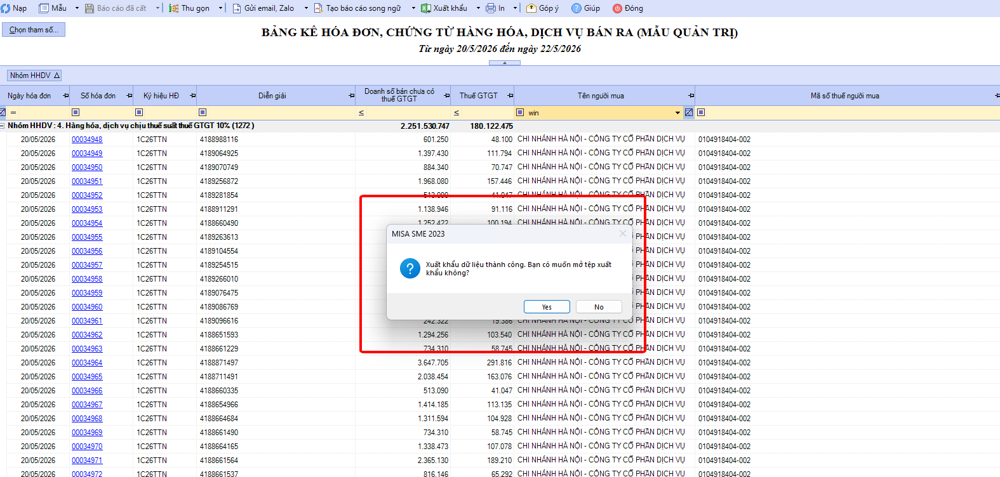 Nạp Mẫu Báo cáo đã cất Thu gọn Gửi email, Zalo Tạo báo cáo song ngữ Xuất khẩu In Góp ý Giúp Đóng
Chọn tham số...
BẢNG KÊ HÓA ĐƠN, CHỨNG TỪ HÀNG HÓA, DỊCH VỤ BÁN RA (MẪU QUẢN TRỊ)
Từ ngày 20/5/2026 đến ngày 22/5/2026
Nhóm HHDV
Ngày hóa đơn Số hóa đơn Ký hiệu HĐ Diễn giải Doanh số bán chưa có thuế GTGT Thuế GTGT Tên người mua Mã số thuế người mua
= ≤ ≤ win
Nhóm HHDV : 4. Hàng hóa, dịch vụ chịu thuế suất thuế GTGT 10% (1272 ) 2.251.530.747 180.122.475
20/05/2026 00034948 1C26TTN 4188988116 601.250 48.100 CHI NHÁNH HÀ NỘI - CÔNG TY CỔ PHẦN DỊCH VỤ 0104918404-002
20/05/2026 00034949 1C26TTN 4189064925 1.397.430 111.794 CHI NHÁNH HÀ NỘI - CÔNG TY CỔ PHẦN DỊCH VỤ 0104918404-002
20/05/2026 00034950 1C26TTN 4189070749 884.340 70.747 CHI NHÁNH HÀ NỘI - CÔNG TY CỔ PHẦN DỊCH VỤ 0104918404-002
20/05/2026 00034951 1C26TTN 4189256872 1.968.080 157.446 CHI NHÁNH HÀ NỘI - CÔNG TY CỔ PHẦN DỊCH VỤ 0104918404-002
20/05/2026 00034952 1C26TTN 4189281854 513.090 41.047 CHI NHÁNH HÀ NỘI - CÔNG TY CỔ PHẦN DỊCH VỤ 0104918404-002
20/05/2026 00034953 1C26TTN 4188911291 1.138.946 91.116 CHI NHÁNH HÀ NỘI - CÔNG TY CỔ PHẦN DỊCH VỤ 0104918404-002
20/05/2026 00034954 1C26TTN 4188660490 1.252.422 100.194 CHI NHÁNH HÀ NỘI - CÔNG TY CỔ PHẦN DỊCH VỤ 0104918404-002
20/05/2026 00034955 1C26TTN 4189263613 PHẦN DỊCH VỤ 0104918404-002
20/05/2026 00034956 1C26TTN 4189104554 PHẦN DỊCH VỤ 0104918404-002
20/05/2026 00034957 1C26TTN 4189254515 PHẦN DỊCH VỤ 0104918404-002
20/05/2026 00034958 1C26TTN 4189266010 PHẦN DỊCH VỤ 0104918404-002
20/05/2026 00034959 1C26TTN 4189076475 PHẦN DỊCH VỤ 0104918404-002
20/05/2026 00034960 1C26TTN 4189086769 PHẦN DỊCH VỤ 0104918404-002
20/05/2026 00034961 1C26TTN 4189096616 242.322 19.386 CHI NHÁNH HÀ NỘI - CÔNG TY CỔ PHẦN DỊCH VỤ 0104918404-002
20/05/2026 00034962 1C26TTN 4188651593 1.294.256 103.540 CHI NHÁNH HÀ NỘI - CÔNG TY CỔ PHẦN DỊCH VỤ 0104918404-002
20/05/2026 00034963 1C26TTN 4188661229 734.310 58.745 CHI NHÁNH HÀ NỘI - CÔNG TY CỔ PHẦN DỊCH VỤ 0104918404-002
20/05/2026 00034964 1C26TTN 4188871497 3.647.705 291.816 CHI NHÁNH HÀ NỘI - CÔNG TY CỔ PHẦN DỊCH VỤ 0104918404-002
20/05/2026 00034965 1C26TTN 4188711491 2.038.454 163.076 CHI NHÁNH HÀ NỘI - CÔNG TY CỔ PHẦN DỊCH VỤ 0104918404-002
20/05/2026 00034966 1C26TTN 4188660335 513.090 41.047 CHI NHÁNH HÀ NỘI - CÔNG TY CỔ PHẦN DỊCH VỤ 0104918404-002
20/05/2026 00034967 1C26TTN 4188654966 1.414.185 113.135 CHI NHÁNH HÀ NỘI - CÔNG TY CỔ PHẦN DỊCH VỤ 0104918404-002
20/05/2026 00034968 1C26TTN 4188664684 1.311.594 104.928 CHI NHÁNH HÀ NỘI - CÔNG TY CỔ PHẦN DỊCH VỤ 0104918404-002
20/05/2026 00034969 1C26TTN 4188661490 734.310 58.745 CHI NHÁNH HÀ NỘI - CÔNG TY CỔ PHẦN DỊCH VỤ 0104918404-002
20/05/2026 00034970 1C26TTN 4188664165 1.338.473 107.078 CHI NHÁNH HÀ NỘI - CÔNG TY CỔ PHẦN DỊCH VỤ 0104918404-002
20/05/2026 00034971 1C26TTN 4188661564 2.365.130 189.210 CHI NHÁNH HÀ NỘI - CÔNG TY CỔ PHẦN DỊCH VỤ 0104918404-002
20/05/2026 00034972 1C26TTN 4188661537 816.146 65.292 CHI NHÁNH HÀ NỘI - CÔNG TY CỔ PHẦN DỊCH VỤ 0104918404-002
MISA SME 2023
Xuất khẩu dữ liệu thành công. Bạn có muốn mở tệp xuất
khẩu không?
Yes No